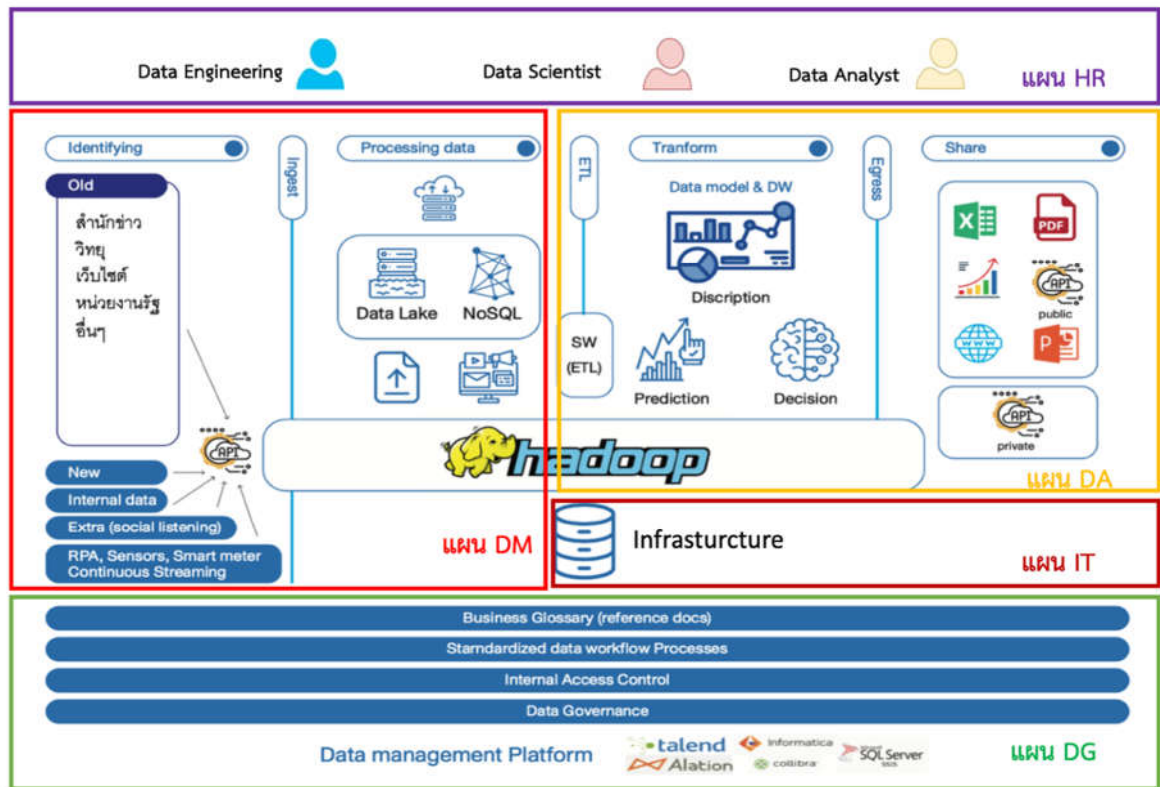 Data Engineering
Data Scientist
Data Analyst
แผน HR
Identifying
Ingest
Processing data
ETL
Tranform
Egress
Share
Old
สำนักข่าว
วิทยุ
เว็บไซต์
หน่วยงานรัฐ
อื่นๆ
Data Lake
NoSQL
Data model & DW
Discription
SW
(ETL)
Prediction
Decision
PDF
API
public
WWW
P
API
private
API
hadoop
New
Internal data
Extra (social listening)
RPA, Sensors, Smart meter
Continuous Streaming
แผน DM
แผน DA
Infrasturcture
แผน IT
Business Glossary (reference docs)
Starndardized data workflow Processes
Internal Access Control
Data Governance
Data management Platform
talend
Alation
Informatica
collibra
SQL Server
SSIS
แผน DG